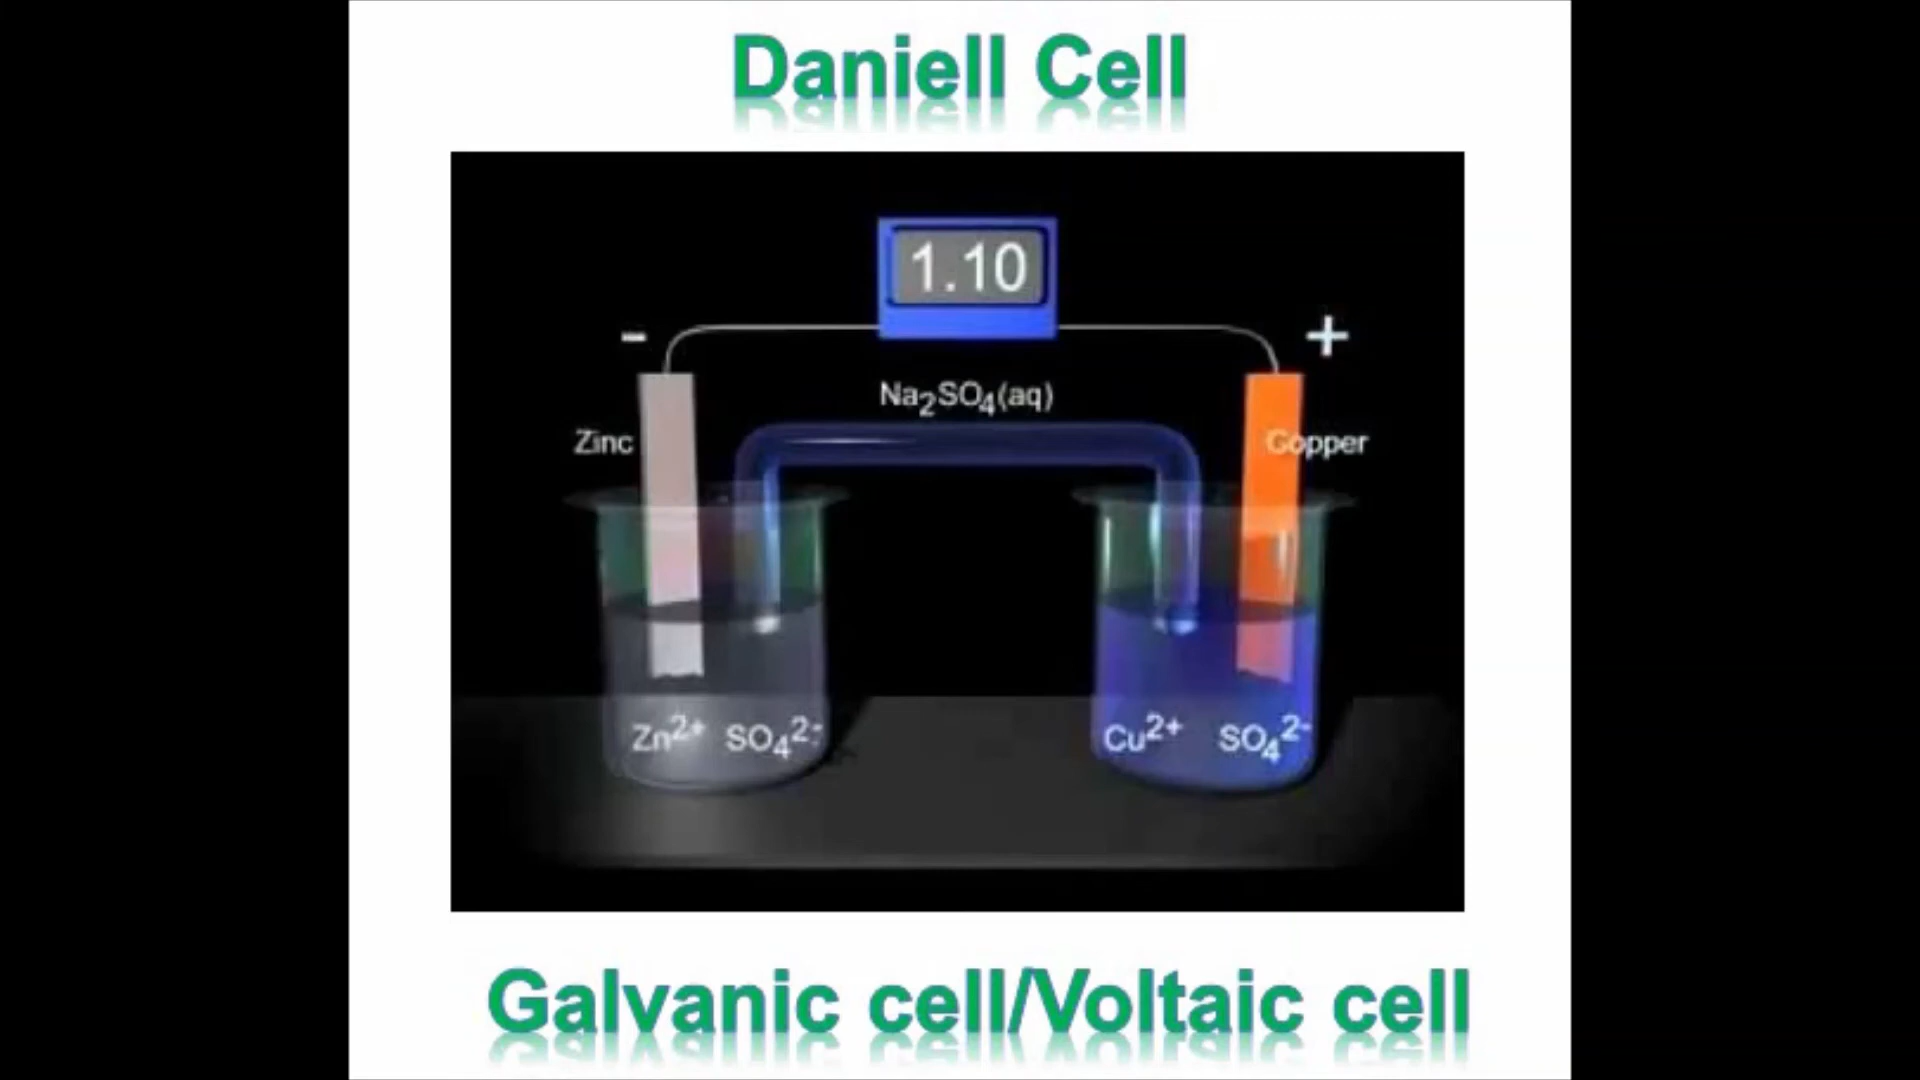 Daniell Cell
1.10
- +
Na2SO4(aq)
Zinc
Copper
Zn2+ SO42-
Cu2+ SO42-
Galvanic cell/Voltaic cell